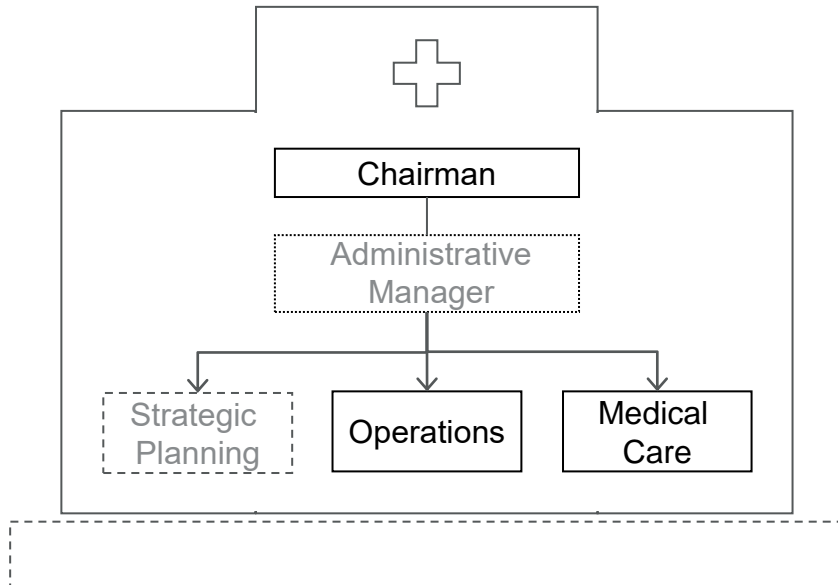 Chairman
Administrative
Manager
Strategic
Planning
Operations
Medical
Care